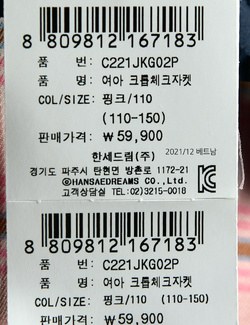 8 809812 167183
품 번: C221JKG02P
품 명: 여아 크롭체크자켓
COL/SIZE: 핑크/110
(110-150)
판매가격: ₩59,900
한세드림(주) 2021/12 베트남
경기도 파주시 탄현면 방촌로 1172-21
©HANSAEDREAMS CO.,Ltd.
고객상담실 TEL.02)3215-0018
8 809812 167183
품 번: C221JKG02P
품 명: 여아 크롭체크자켓
COL/SIZE: 핑크/110 (110-150)
판매가격: ₩59,900